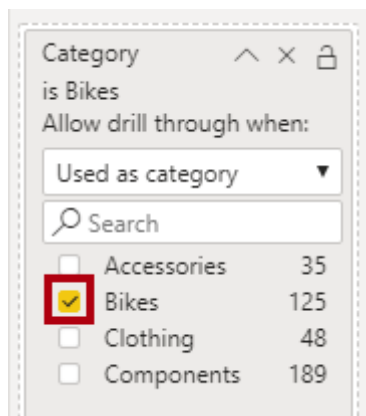 Category
is Bikes
Allow drill through when:
Used as category
Search
Accessories 35
Bikes 125
Clothing 48
Components 189